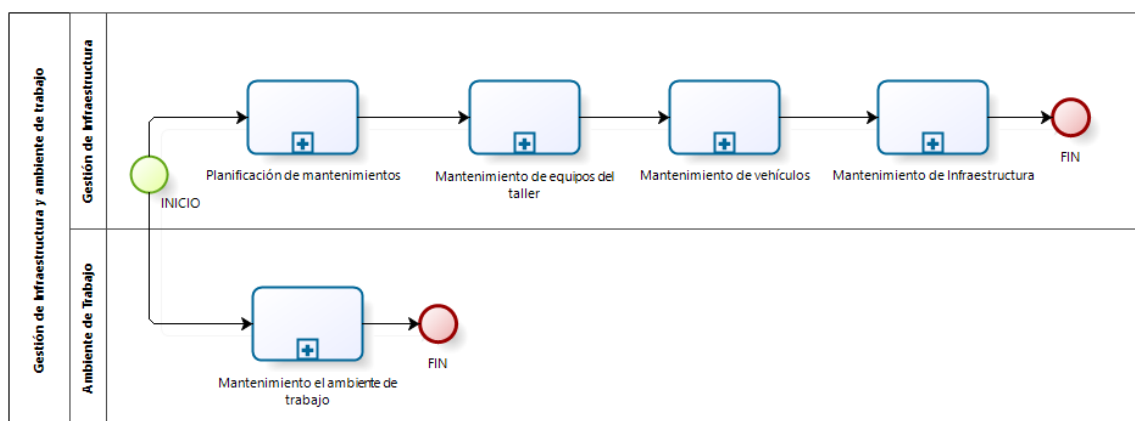 Gestión de Infraestructura y ambiente de trabajo
Gestión de Infraestructura
Planificación de mantenimientos
Mantenimiento de equipos del
taller
Mantenimiento de vehículos
Mantenimiento de Infraestructura
FIN
INICIO
Ambiente de Trabajo
Mantenimiento el ambiente de
trabajo
FIN